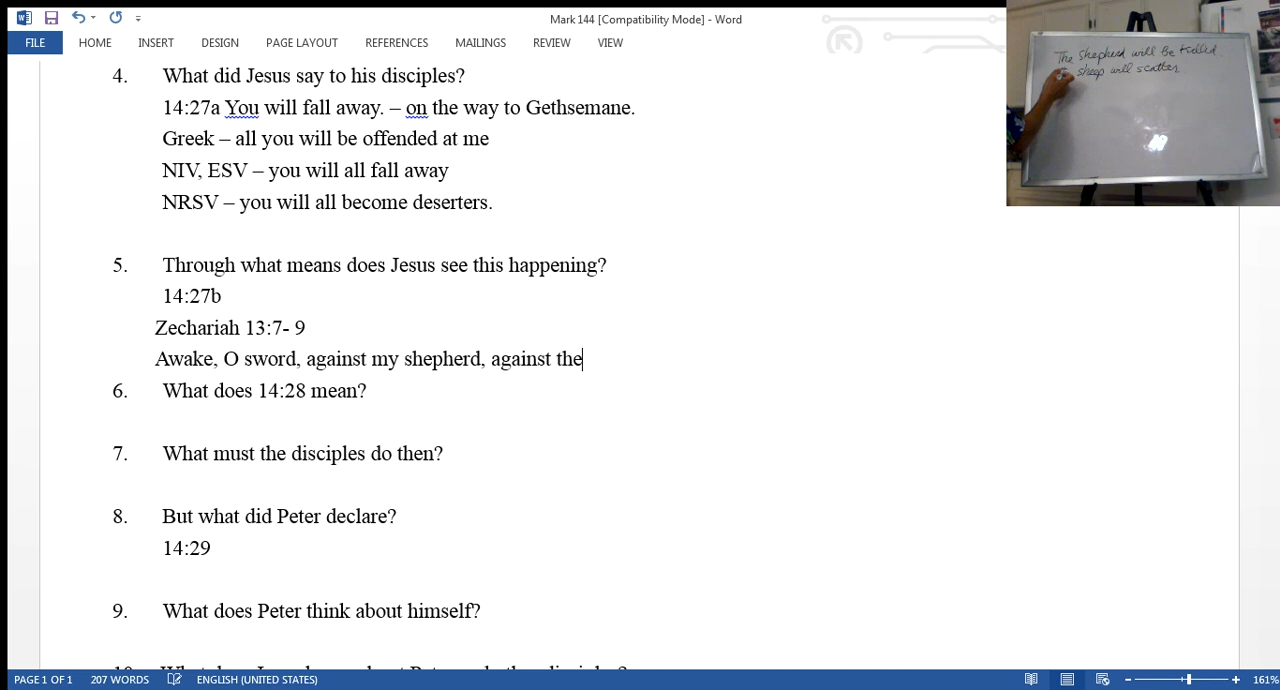 Mark 144 [Compatibility Mode] - Word
FILE HOME INSERT DESIGN PAGE LAYOUT REFERENCES MAILINGS REVIEW VIEW
The Shepherd will Be killed
sheep will scatter
4. What did Jesus say to his disciples?
14:27a You will fall away. – on the way to Gethsemane.
Greek – all you will be offended at me
NIV, ESV – you will all fall away
NRSV – you will all become deserters.
5. Through what means does Jesus see this happening?
14:27b
Zechariah 13:7- 9
Awake, O sword, against my shepherd, against the
6. What does 14:28 mean?
7. What must the disciples do then?
8. But what did Peter declare?
14:29
9. What does Peter think about himself?
PAGE 1 OF 1 207 WORDS ENGLISH (UNITED STATES) 161%